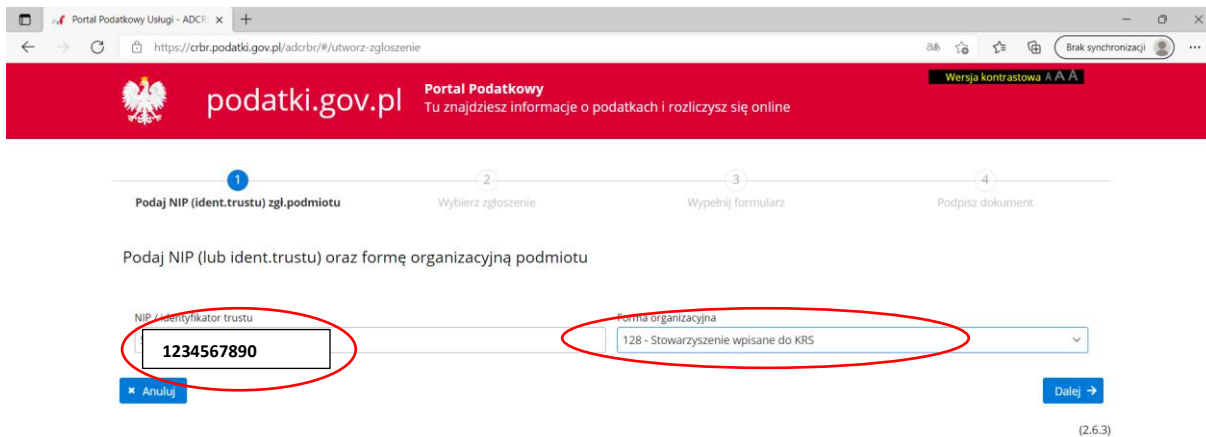 Portal Podatkowy Usługi - ADCR
https://crbr.podatki.gov.pl/adcrbr/#/utworz-zgloszenie
Brak synchronizacji
podatki.gov.pl
Portal Podatkowy
Tu znajdziesz informacje o podatkach i rozliczysz się online
Wersja kontrastowa A A A
1 2 3 4
Podaj NIP (ident.trustu) zgł.podmiotu Wybierz zgłoszenie Wypełnij formularz Podpisz dokument
Podaj NIP (lub ident.trustu) oraz formę organizacyjną podmiotu
NIP / identyfikator trustu Forma organizacyjna
1234567890 128 - Stowarzyszenie wpisane do KRS
Anuluj Dalej
(2.6.3)